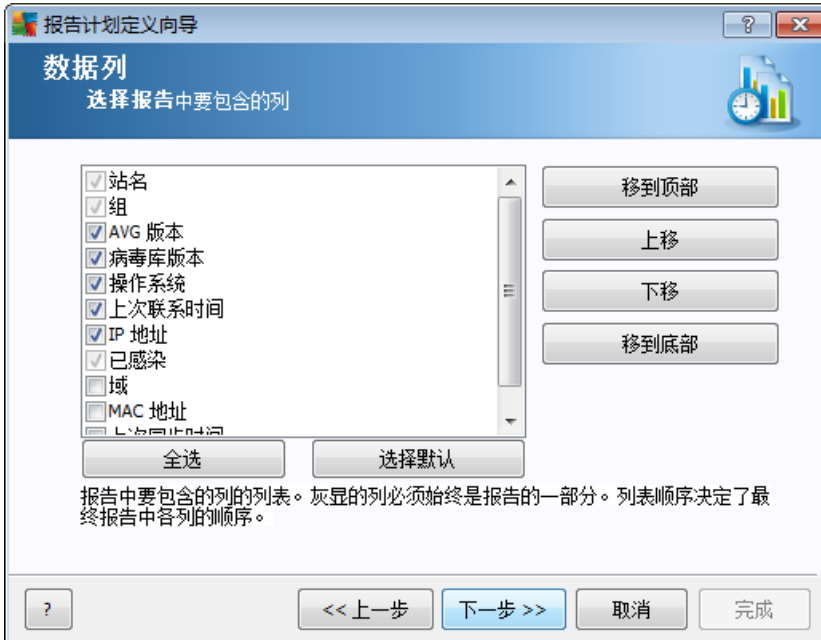 报告计划定义向导
数据列
选择报告中要包含的列
站名
组
AVG 版本
病毒库版本
操作系统
上次联系时间
IP 地址
已感染
域
MAC 地址
上次同步时间
移到顶部
上移
下移
移到底部
全选
选择默认
报告中要包含的列的列表。灰显的列必须始终是报告的一部分。列表顺序决定了最
终报告中各列的顺序。
?
<< 上一步
下一步 >>
取消
完成